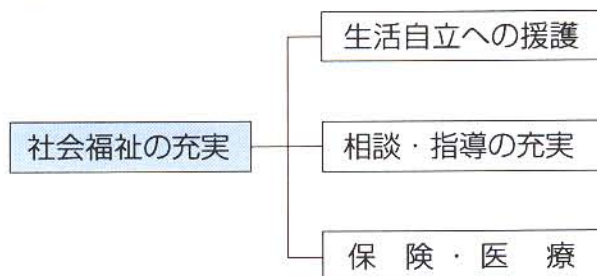 社会福祉の充実
生活自立への援護
相談・指導の充実
保険・医療